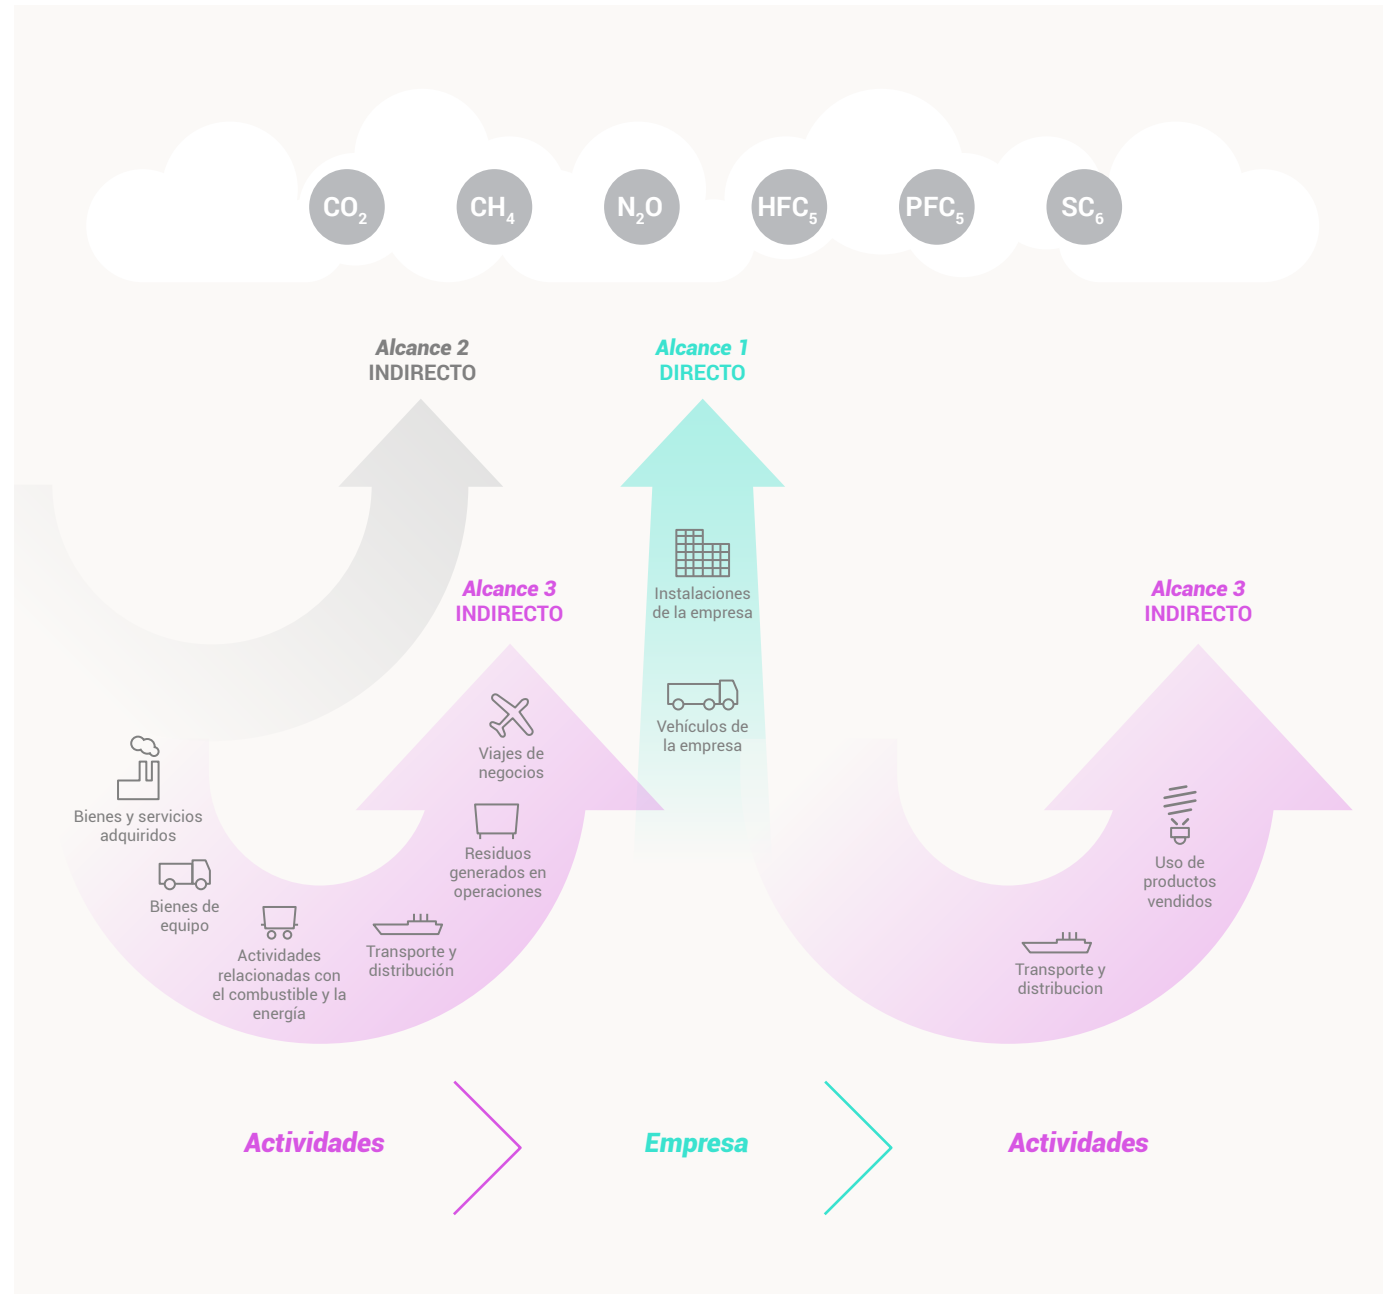 CO₂ CH₄ N₂O HFC₅ PFC₅ SC₆
Alcance 2
INDIRECTO
Alcance 1
DIRECTO
Alcance 3
INDIRECTO
Alcance 3
INDIRECTO
Instalaciones
de la empresa
Vehículos de
la empresa
Viajes de
negocios
Bienes y servicios
adquiridos
Residuos
generados en
operaciones
Bienes de
equipo
Actividades
relacionadas con
el combustible y la
energía
Transporte y
distribución
Uso de
productos
vendidos
Transporte y
distribucion
Actividades
Empresa
Actividades